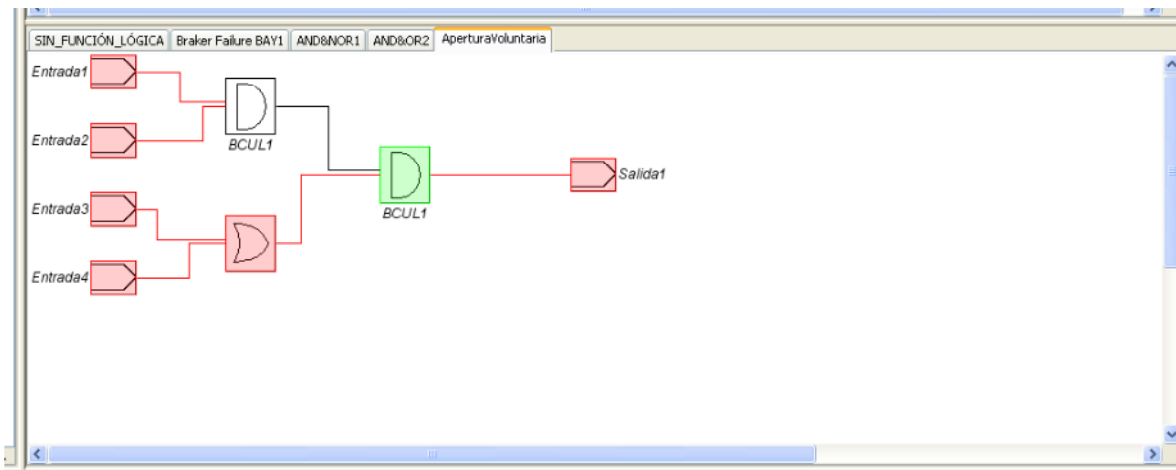 SIN_FUNCIÓN_LÓGICA Braker Failure BAY1 AND&NOR1 AND&OR2 AperturaVoluntaria
Entrada1
Entrada2
BCUL1
Entrada3
Entrada4
BCUL1
Salida1